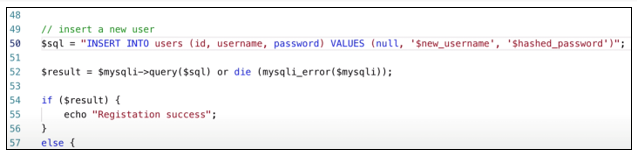 48
49 // insert a new user
50 $sql = "INSERT INTO users (id, username, password) VALUES (null, '$new_username', '$hashed_password')";
51
52 $result = $mysqli->query($sql) or die (mysqli_error($mysqli));
53
54 if ($result) {
55 echo "Registation success";
56 }
57 else {